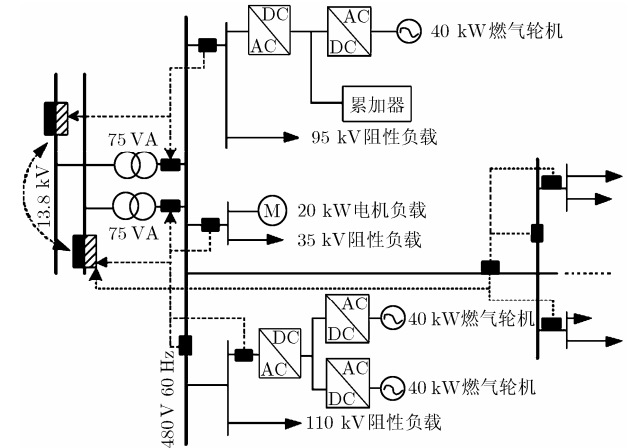 DC
AC
AC
DC
40 kW燃气轮机
累加器
75 VA
95 kV阻性负载
13.8 kV
75 VA
M
20 kW电机负载
35 kV阻性负载
480 V 60 Hz
AC
DC
40 kW燃气轮机
DC
AC
AC
DC
40 kW燃气轮机
110 kV阻性负载